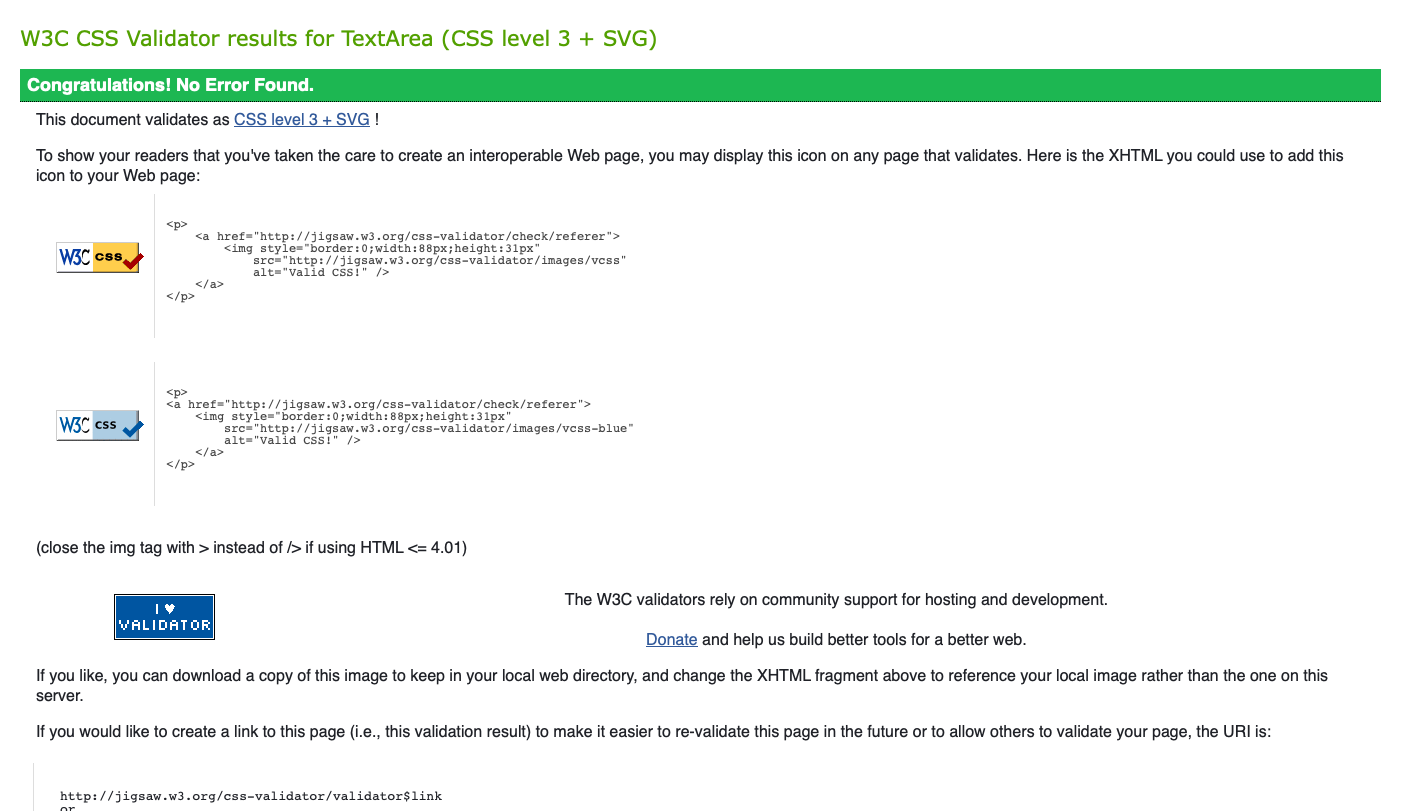 W3C CSS Validator results for TextArea (CSS level 3 + SVG)
Congratulations! No Error Found.
This document validates as CSS level 3 + SVG !
To show your readers that you've taken the care to create an interoperable Web page, you may display this icon on any page that validates. Here is the XHTML you could use to add this
icon to your Web page:
W3C css
<p>
<a href="http://jigsaw.w3.org/css-validator/check/referer">
<img style="border:0;width:88px;height:31px"
src="http://jigsaw.w3.org/css-validator/images/vcss"
alt="Valid CSS!" />
</a>
</p>
W3C css
<p>
<a href="http://jigsaw.w3.org/css-validator/check/referer">
<img style="border:0;width:88px;height:31px"
src="http://jigsaw.w3.org/css-validator/images/vcss-blue"
alt="Valid CSS!" />
</a>
</p>
(close the img tag with > instead of /> if using HTML <= 4.01)
I ♥
VALIDATOR
The W3C validators rely on community support for hosting and development.
Donate and help us build better tools for a better web.
If you like, you can download a copy of this image to keep in your local web directory, and change the XHTML fragment above to reference your local image rather than the one on this
server.
If you would like to create a link to this page (i.e., this validation result) to make it easier to re-validate this page in the future or to allow others to validate your page, the URI is:
http://jigsaw.w3.org/css-validator/validator$link
or